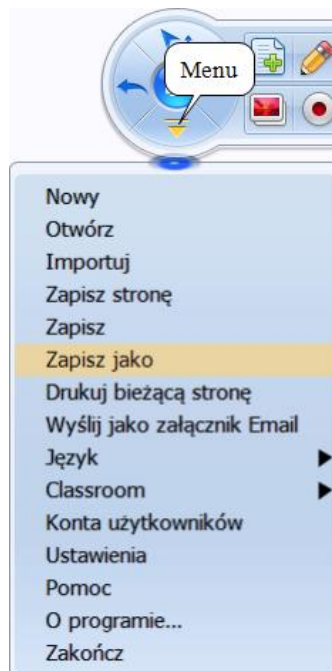 Menu
Nowy
Otwórz
Importuj
Zapisz stronę
Zapisz
Zapisz jako
Drukuj bieżącą stronę
Wyślij jako załącznik Email
Język
Classroom
Konta użytkowników
Ustawienia
Pomoc
O programie...
Zakończ